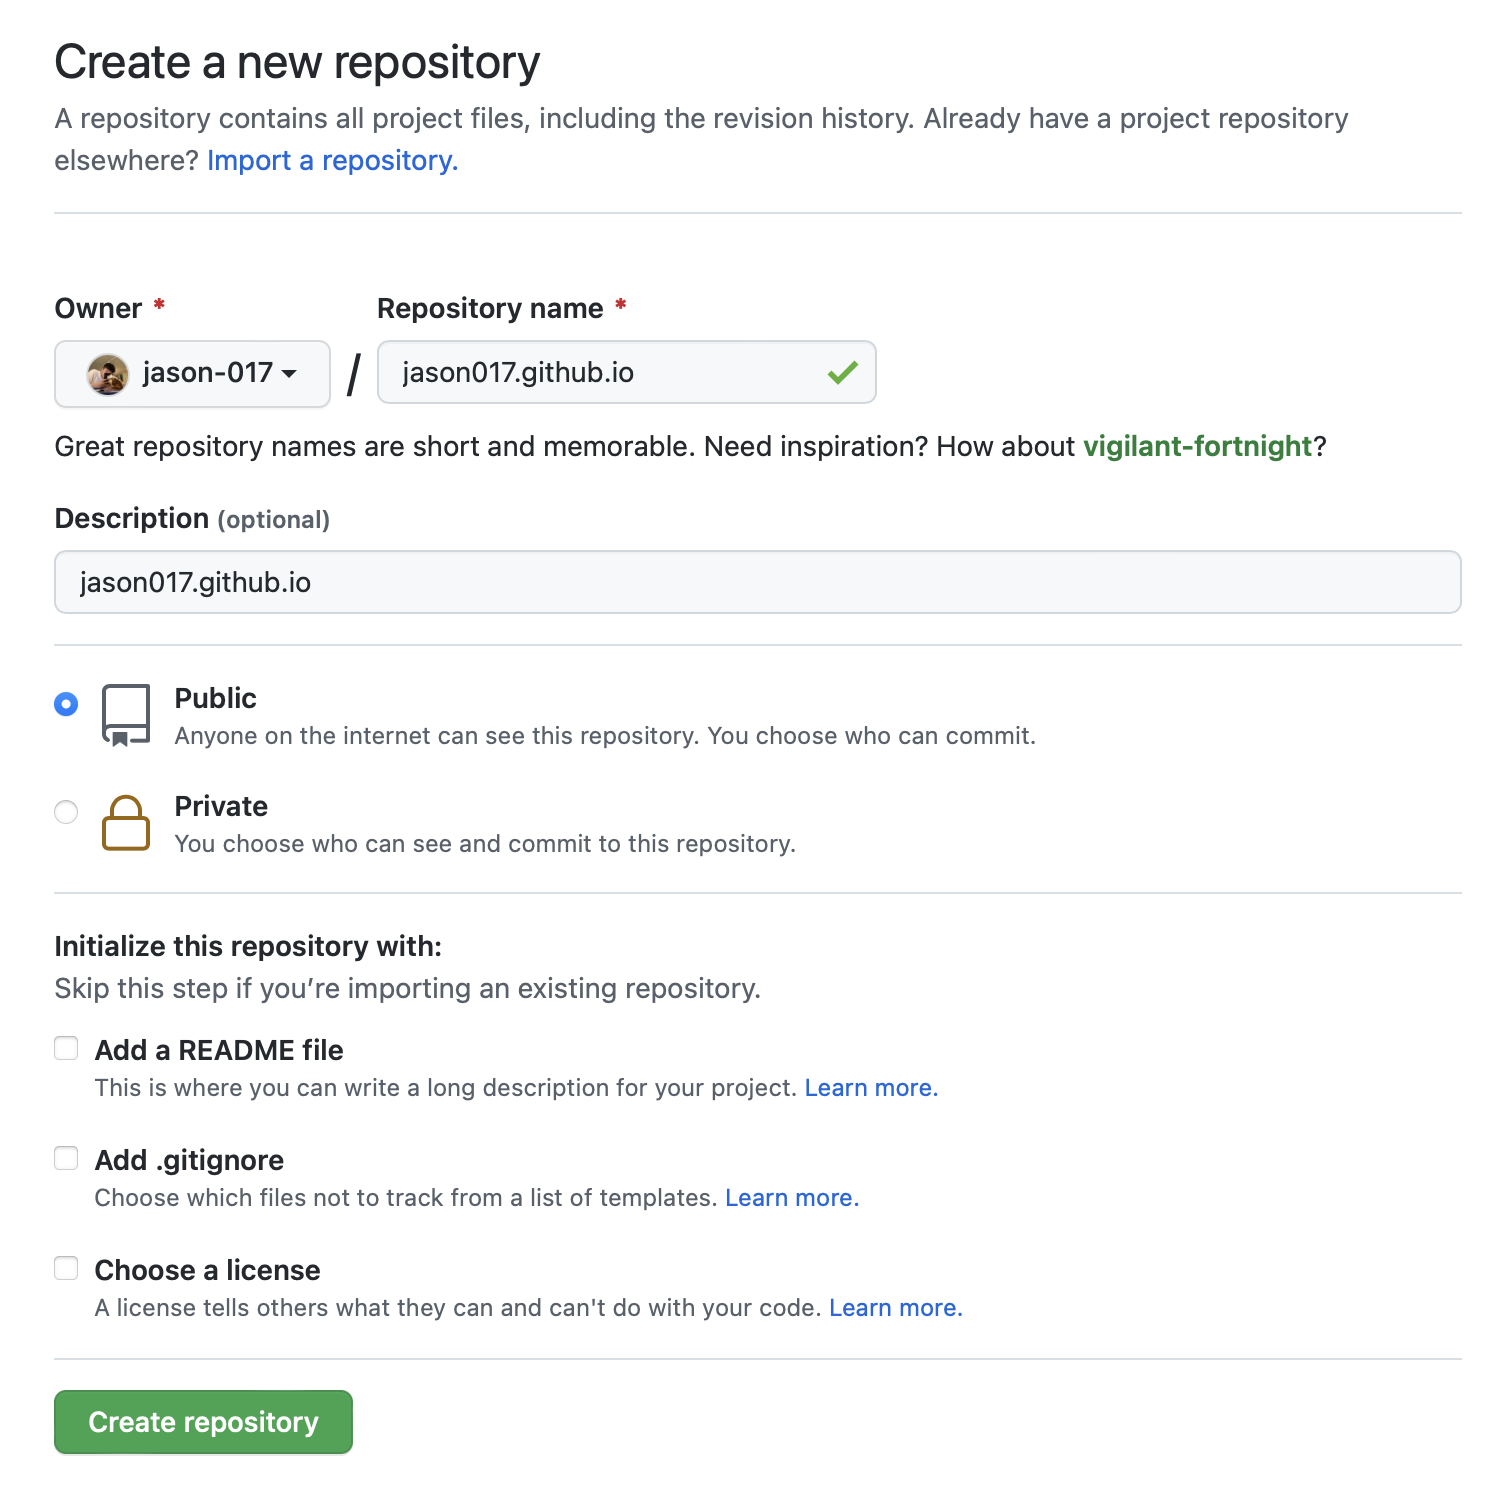 Create a new repository
A repository contains all project files, including the revision history. Already have a project repository
elsewhere? Import a repository.
Owner *
Repository name *
jason-017
/
jason017.github.io
Great repository names are short and memorable. Need inspiration? How about vigilant-fortnight?
Description (optional)
jason017.github.io
Public
Anyone on the internet can see this repository. You choose who can commit.
Private
You choose who can see and commit to this repository.
Initialize this repository with:
Skip this step if you’re importing an existing repository.
Add a README file
This is where you can write a long description for your project. Learn more.
Add .gitignore
Choose which files not to track from a list of templates. Learn more.
Choose a license
A license tells others what they can and can't do with your code. Learn more.
Create repository